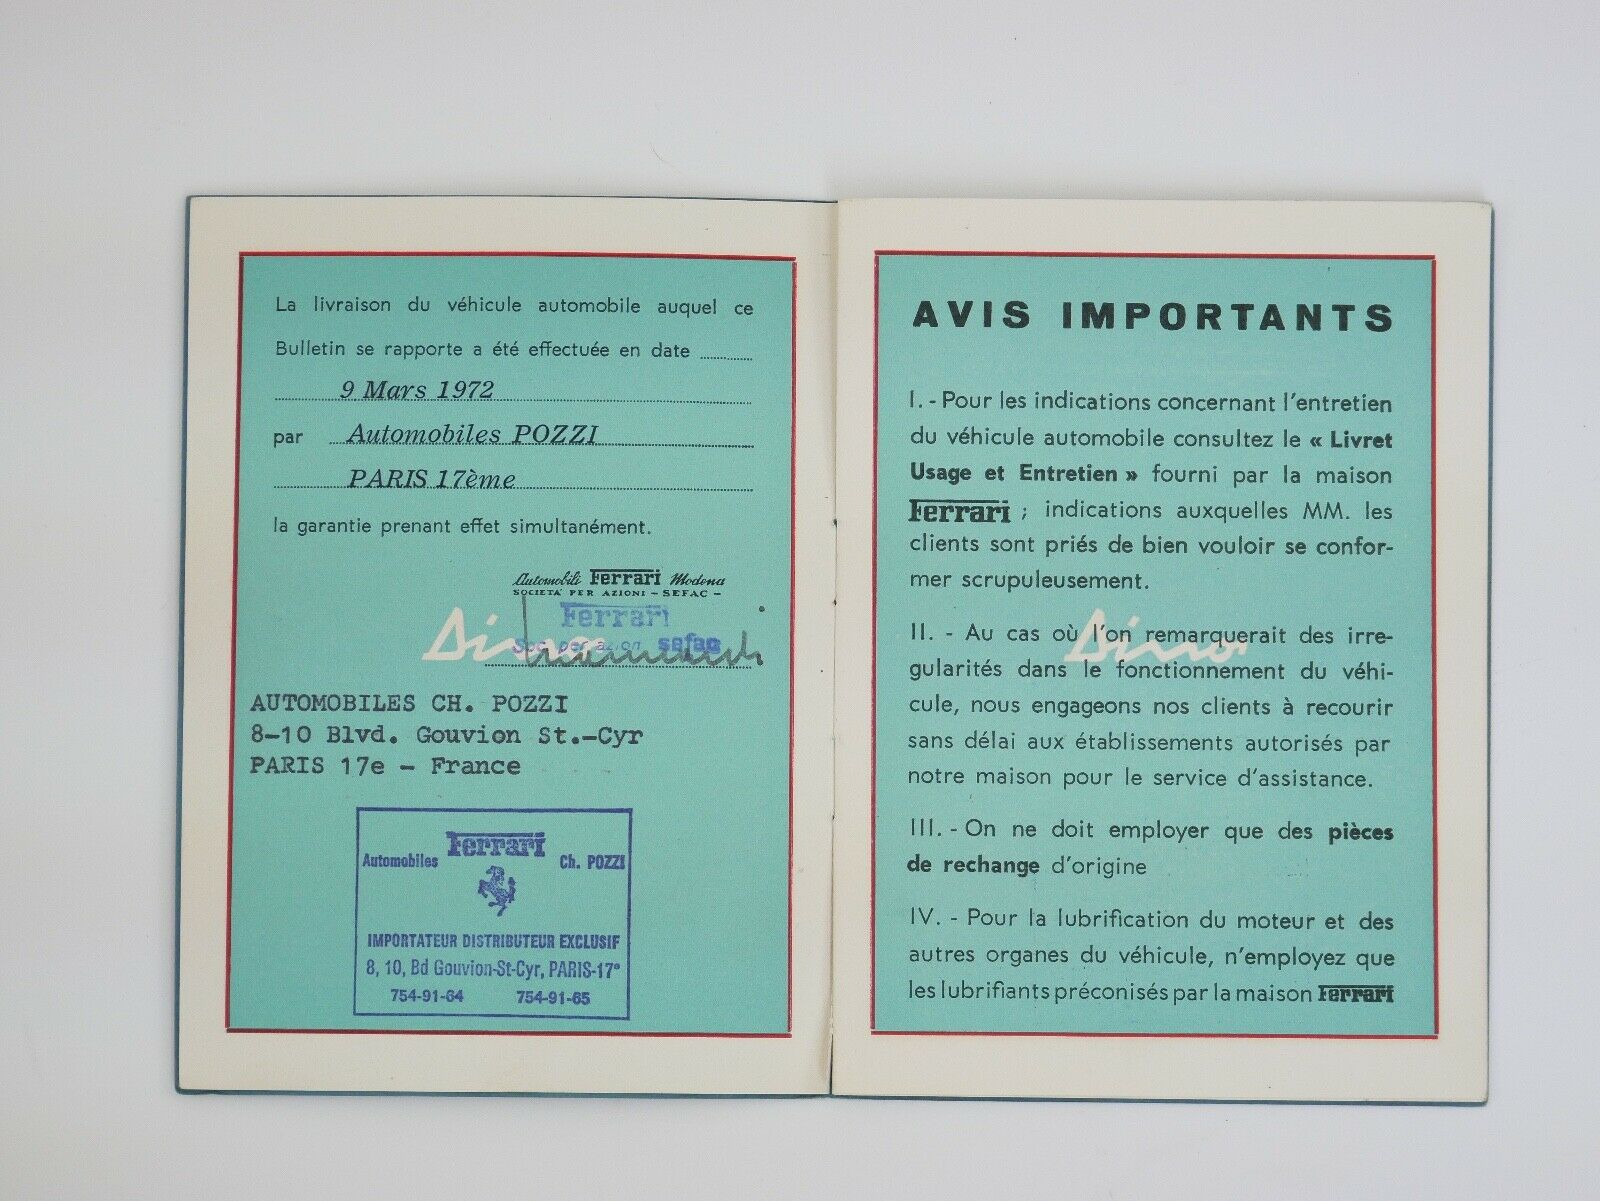 La livraison du véhicule automobile auquel ce
Bulletin se rapporte a été effectuée en date
9 Mars 1972
par Automobiles POZZI
PARIS 17ème
la garantie prenant effet simultanément.
Automobili Ferrari Modena
SOCIETA' PER AZIONI - SEFAC -
Ferrari
Soc. per azioni sefac
Dino
AUTOMOBILES CH. POZZI
8-10 Blvd. Gouvion St.-Cyr
PARIS 17e - France
Automobiles Ferrari Ch. POZZI
IMPORTATEUR DISTRIBUTEUR EXCLUSIF
8, 10, Bd Gouvion-St-Cyr, PARIS-17e
754-91-64 754-91-65
AVIS IMPORTANTS
I. - Pour les indications concernant l'entretien
du véhicule automobile consultez le « Livret
Usage et Entretien » fourni par la maison
Ferrari ; indications auxquelles MM. les
clients sont priés de bien vouloir se confor-
mer scrupuleusement.
II. - Au cas où l'on remarquerait des irre-
gularités dans le fonctionnement du véhi-
cule, nous engageons nos clients à recourir
sans délai aux établissements autorisés par
notre maison pour le service d'assistance.
Dino
III. - On ne doit employer que des pièces
de rechange d'origine
IV. - Pour la lubrification du moteur et des
autres organes du véhicule, n'employez que
les lubrifiants préconisés par la maison Ferrari